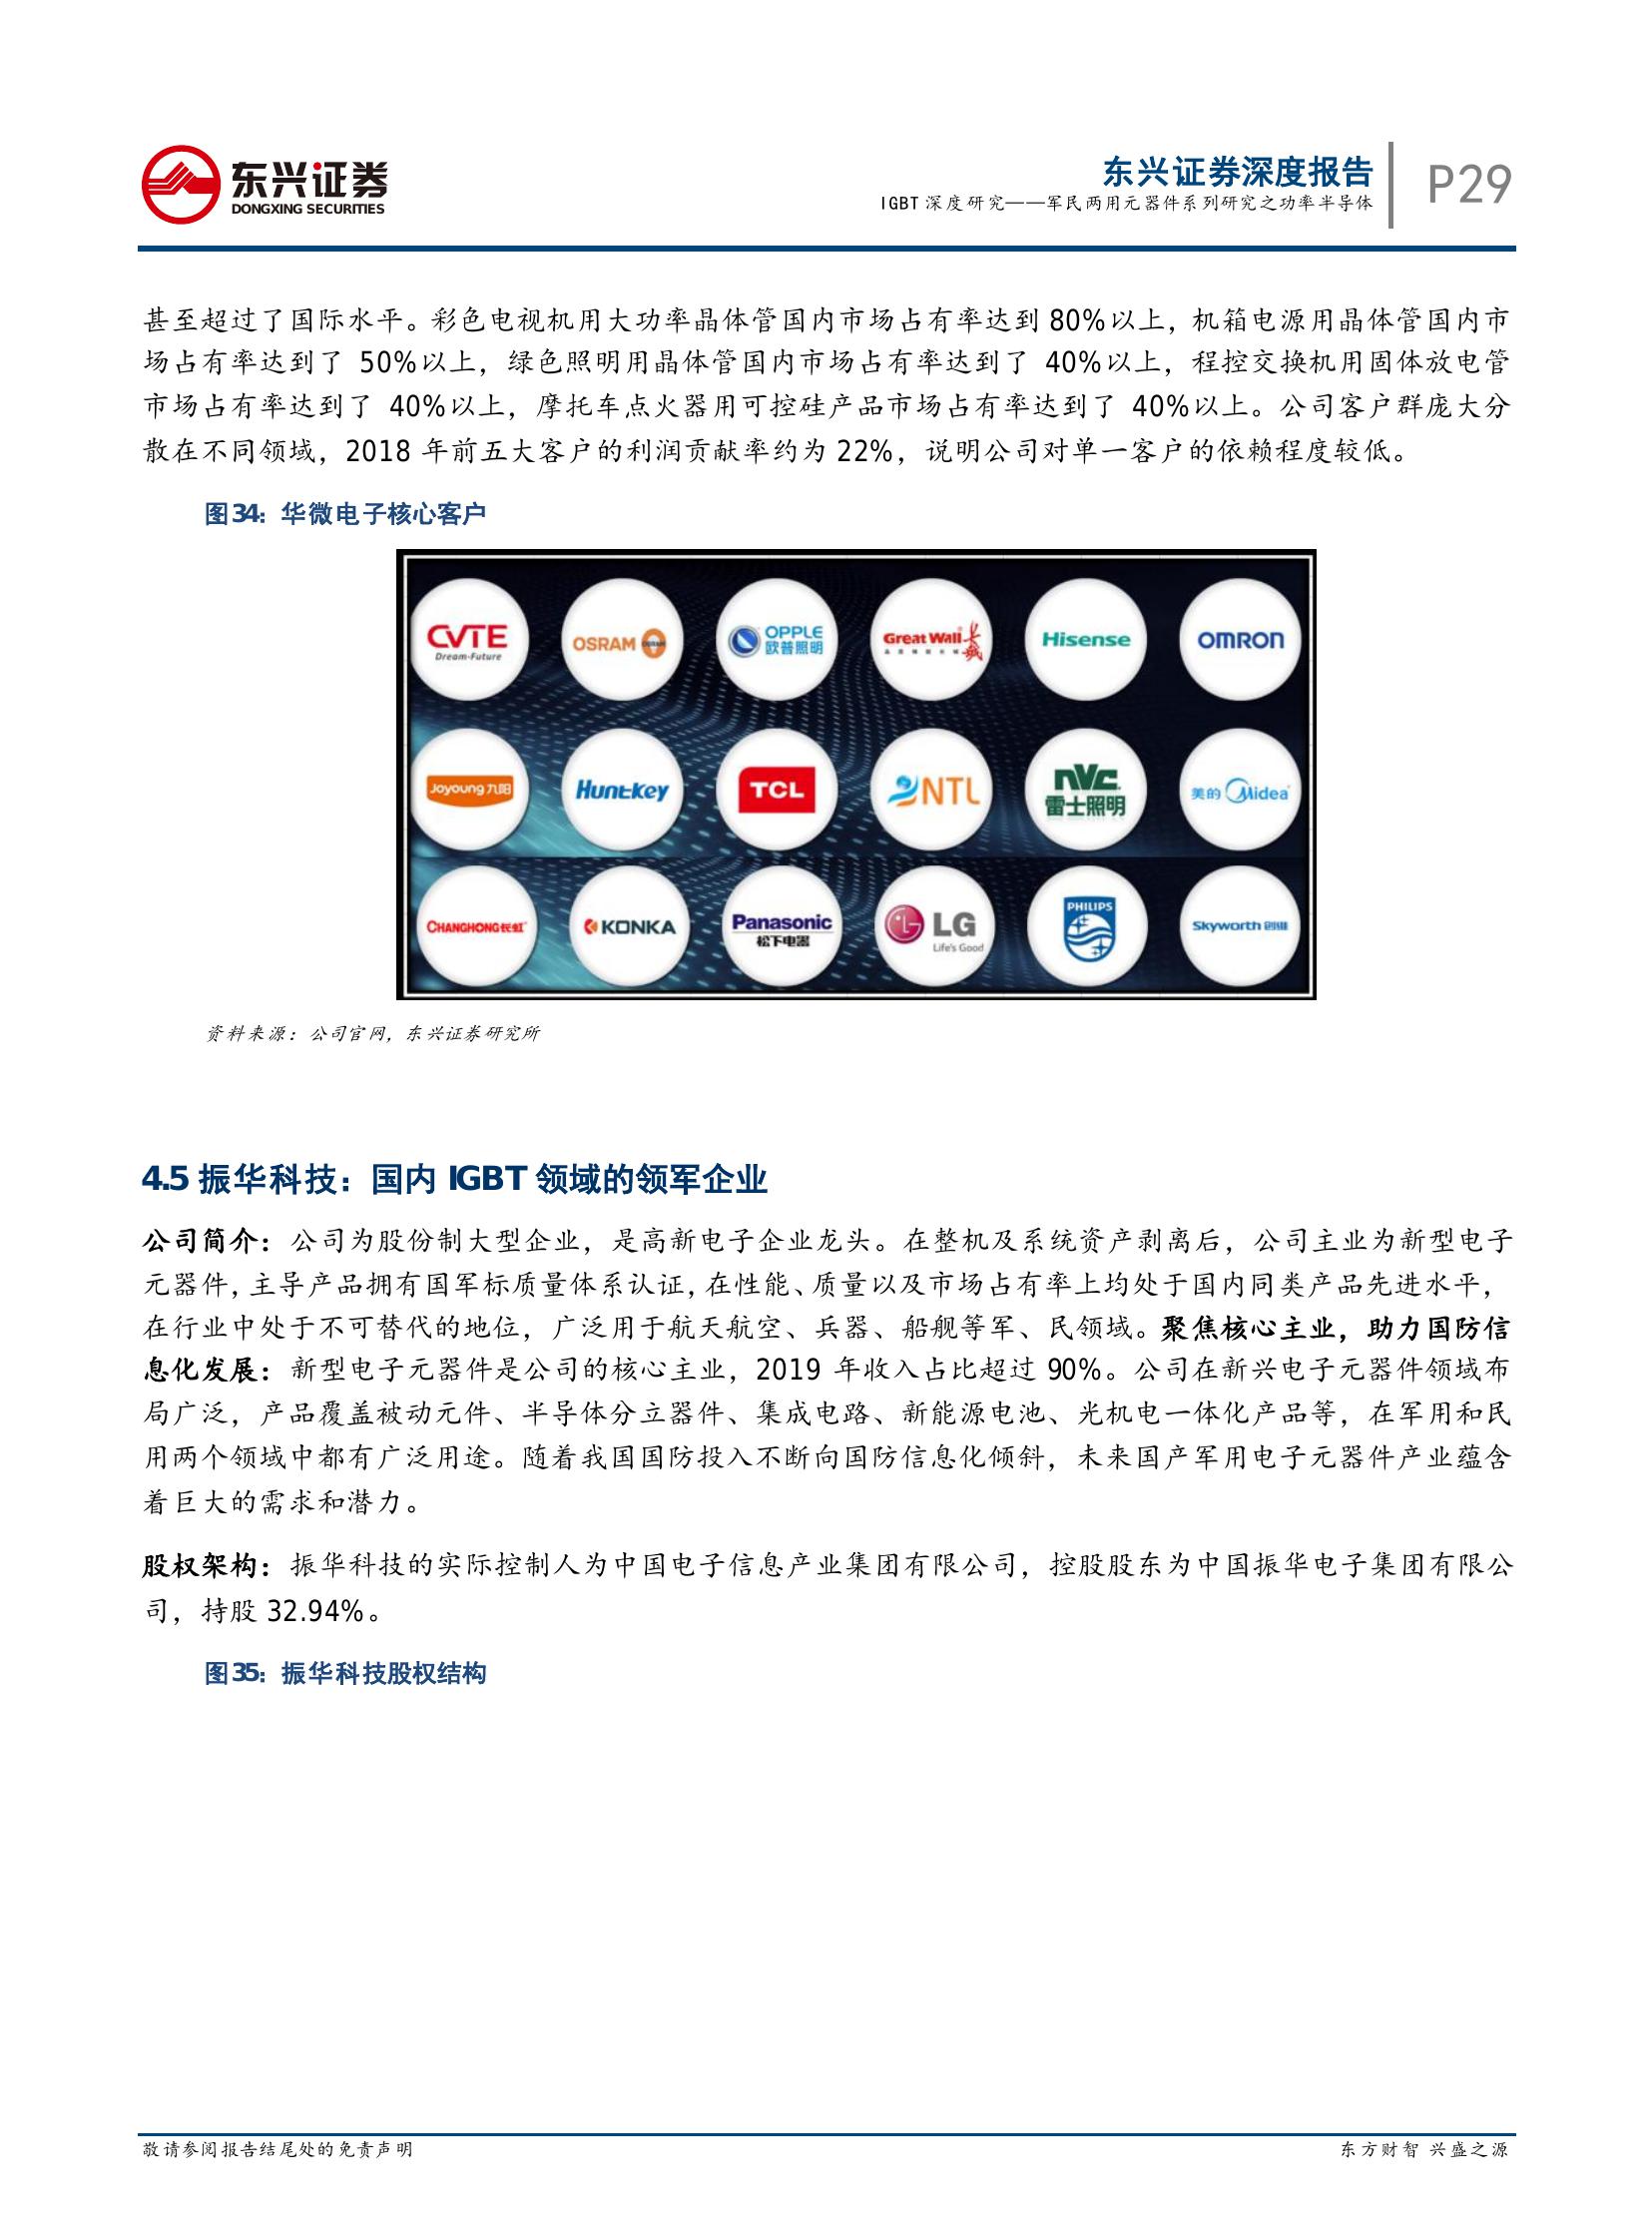 东兴证券
DONGXING SECURITIES
东兴证券深度报告
IGBT 深度研究——军民两用元器件系列研究之功率半导体
P29
甚至超过了国际水平。彩色电视机用大功率晶体管国内市场占有率达到 80%以上，机箱电源用晶体管国内市
场占有率达到了 50%以上，绿色照明用晶体管国内市场占有率达到了 40%以上，程控交换机用固体放电管
市场占有率达到了 40%以上，摩托车点火器用可控硅产品市场占有率达到了 40%以上。公司客户群庞大分
散在不同领域，2018 年前五大客户的利润贡献率约为 22%，说明公司对单一客户的依赖程度较低。
图34：华微电子核心客户
CVTE
Dream-Future
OSRAM
OPPLE
欧普照明
Great Wall 长城
Hisense
OMRON
Joyoung 九阳
Huntkey
TCL
NTL
nVc
雷士照明
美的 Midea
CHANGHONG 长虹
KONKA
Panasonic
松下电器
LG
Life's Good
PHILIPS
Skyworth 创维
资料来源：公司官网，东兴证券研究所
4.5 振华科技：国内 IGBT 领域的领军企业
公司简介：公司为股份制大型企业，是高新电子企业龙头。在整机及系统资产剥离后，公司主业为新型电子
元器件，主导产品拥有国军标质量体系认证，在性能、质量以及市场占有率上均处于国内同类产品先进水平，
在行业中处于不可替代的地位，广泛用于航天航空、兵器、船舰等军、民领域。聚焦核心主业，助力国防信
息化发展：新型电子元器件是公司的核心主业，2019 年收入占比超过 90%。公司在新兴电子元器件领域布
局广泛，产品覆盖被动元件、半导体分立器件、集成电路、新能源电池、光机电一体化产品等，在军用和民
用两个领域中都有广泛用途。随着我国国防投入不断向国防信息化倾斜，未来国产军用电子元器件产业蕴含
着巨大的需求和潜力。
股权架构：振华科技的实际控制人为中国电子信息产业集团有限公司，控股股东为中国振华电子集团有限公
司，持股 32.94%。
图35：振华科技股权结构
敬请参阅报告结尾处的免责声明
东方财智 兴盛之源